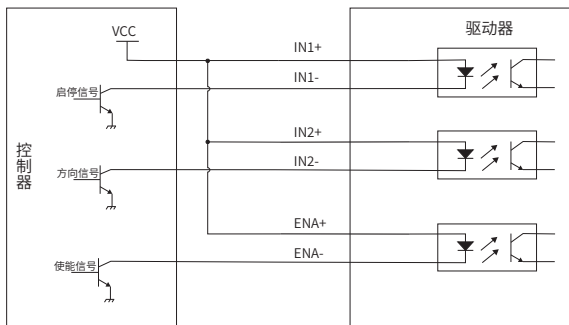 驱动器
VCC
IN1+
IN1-
启停信号
IN2+
控制器
IN2-
方向信号
ENA+
ENA-
使能信号